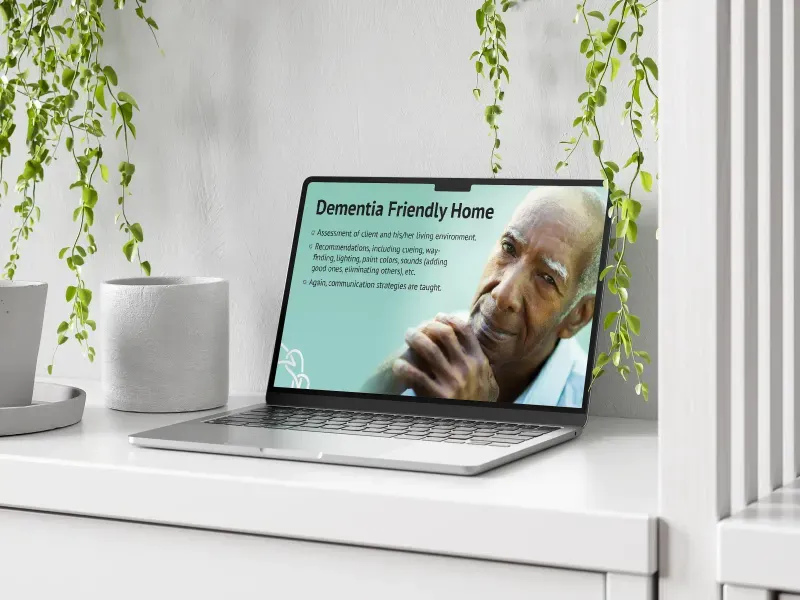 Dementia Friendly Home
Assessment of client and his/her living environment.
Recommendations, including cueing, way-
finding, lighting, paint colors, sounds (adding
good ones, eliminating others), etc.
Again, communication strategies are taught.